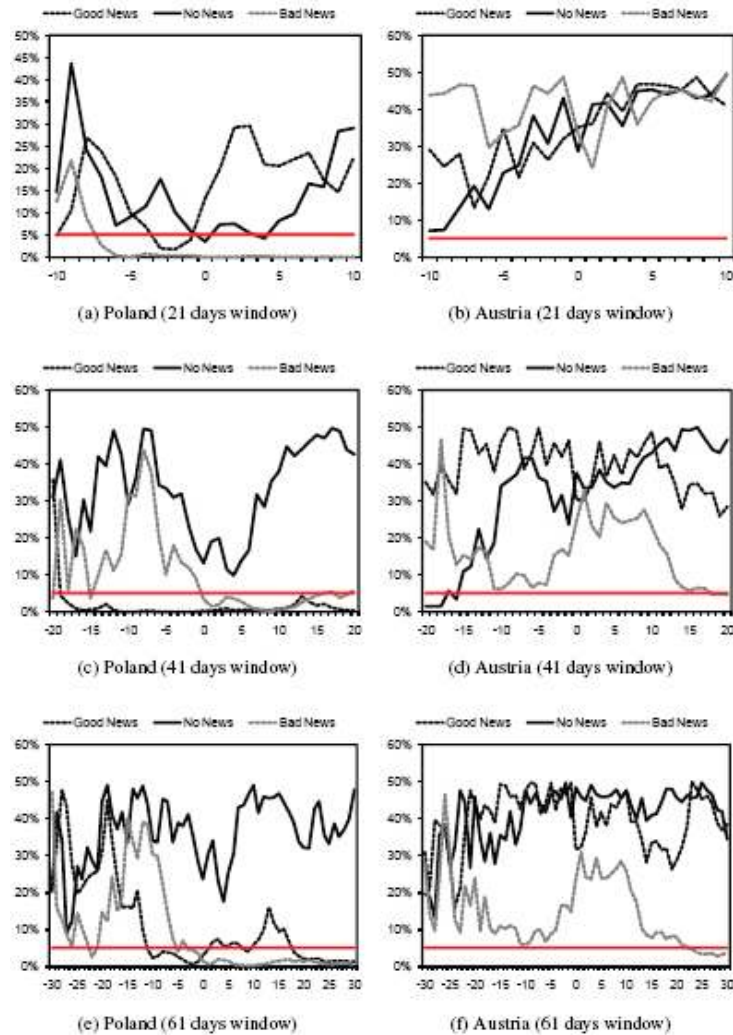 Good News No News Bad News
50%
45%
40%
35%
30%
25%
20%
15%
10%
5%
0%
-10 -5 0 5 10
(a) Poland (21 days window)
Good News No News Bad News
60%
50%
40%
30%
20%
10%
0%
-10 -5 0 5 10
(b) Austria (21 days window)
Good News No News Bad News
60%
50%
40%
30%
20%
10%
0%
-20 -15 -10 -5 0 5 10 15 20
(c) Poland (41 days window)
Good News No News Bad News
60%
50%
40%
30%
20%
10%
0%
-20 -15 -10 -5 0 5 10 15 20
(d) Austria (41 days window)
Good News No News Bad News
60%
50%
40%
30%
20%
10%
0%
-30 -25 -20 -15 -10 -5 0 5 10 15 20 25 30
(e) Poland (61 days window)
Good News No News Bad News
60%
50%
40%
30%
20%
10%
0%
-30 -25 -20 -15 -10 -5 0 5 10 15 20 25 30
(f) Austria (61 days window)